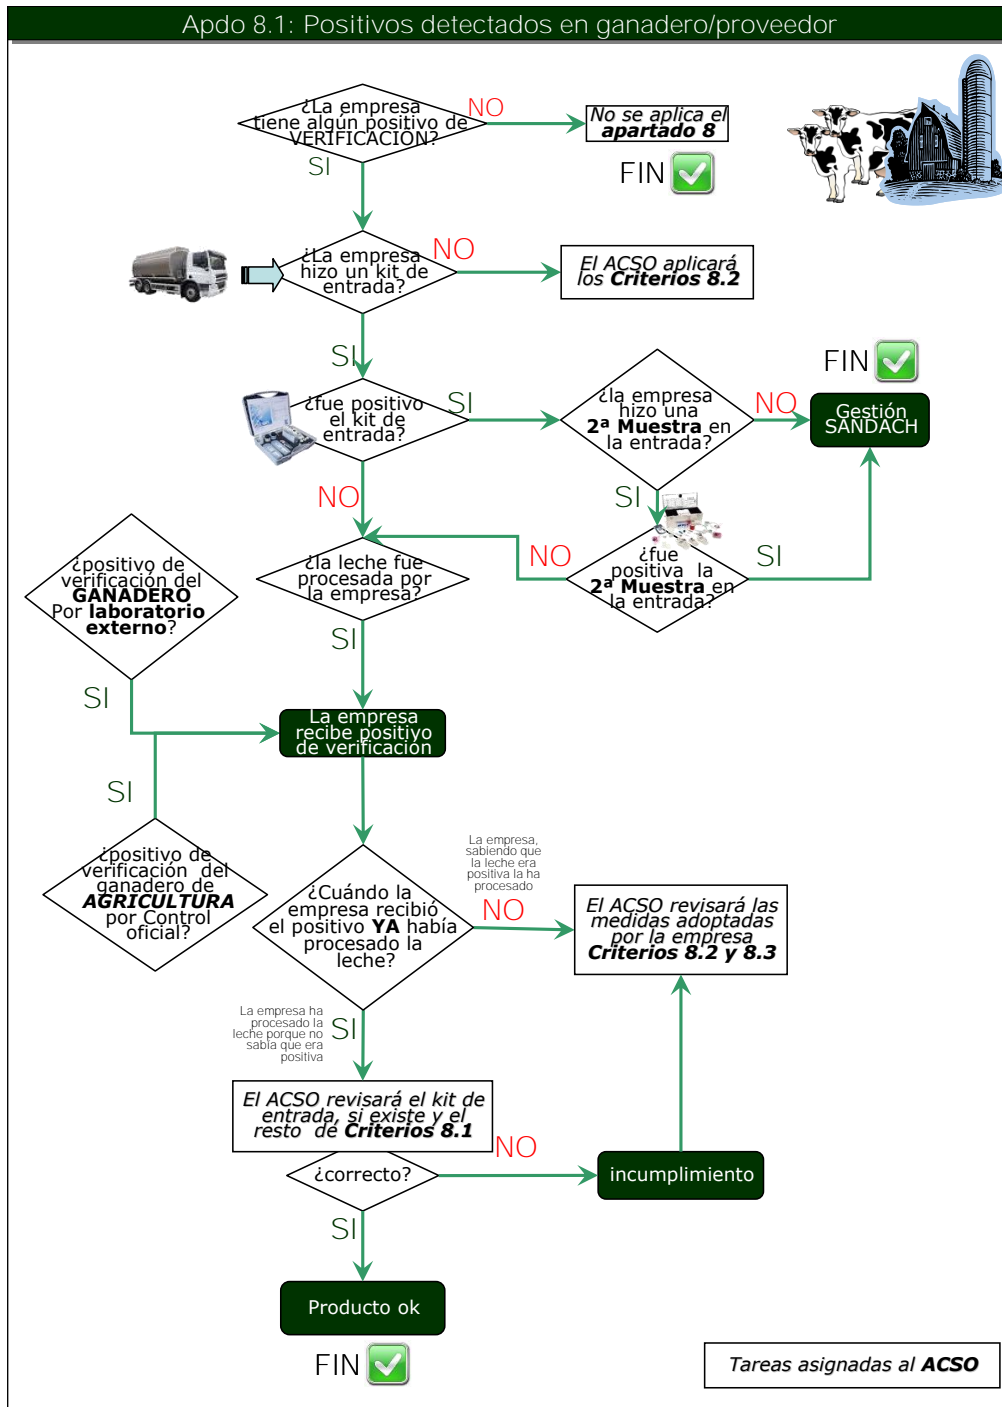 Apdo 8.1: Positivos detectados en ganadero/proveedor
¿La empresa
tiene algún positivo de
VERIFICACIÓN?
NO
No se aplica el
apartado 8
SI
FIN
¿La empresa
hizo un kit de
entrada?
NO
El ACSO aplicará
los Criterios 8.2
SI
FIN
¿fue positivo
el kit de
entrada?
SI
¿la empresa
hizo una
2ª Muestra en
la entrada?
NO
Gestión
SANDACH
NO
SI
¿positivo de
verificación del
GANADERO
Por laboratorio
externo?
¿la leche fue
procesada por
la empresa?
NO
¿fue
positiva la
2ª Muestra en
la entrada?
SI
SI
SI
La empresa
recibe positivo
de verificación
SI
¿positivo de
verificación del
ganadero de
AGRICULTURA
por Control
oficial?
¿Cuándo la
empresa recibió
el positivo YA había
procesado la
leche?
La empresa,
sabiendo que
la leche era
positiva la ha
procesado
NO
El ACSO revisará las
medidas adoptadas
por la empresa
Criterios 8.2 y 8.3
La empresa ha
procesado la
leche porque no
sabía que era
positiva
SI
El ACSO revisará el kit de
entrada, si existe y el
resto de Criterios 8.1
NO
¿correcto?
incumplimiento
SI
Producto ok
FIN
Tareas asignadas al ACSO